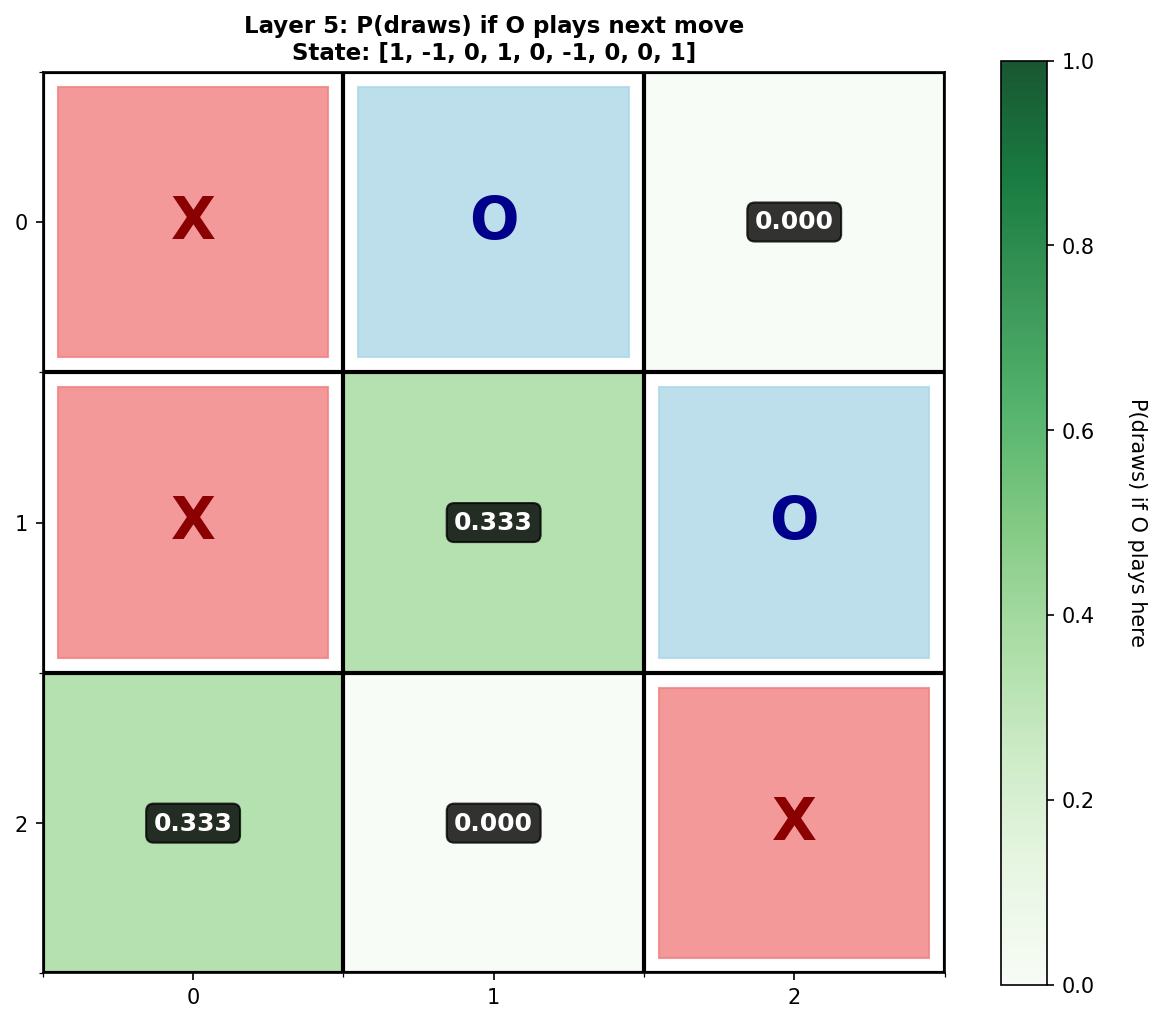 Layer 5: P(draws) if O plays next move
State: [1, -1, 0, 1, 0, -1, 0, 0, 1]
1.0
0.8
0.6
0.4
0.2
0.0
P(draws) if O plays here
0
X
O
0.000
1
X
0.333
O
2
0.333
0.000
X
0
1
2